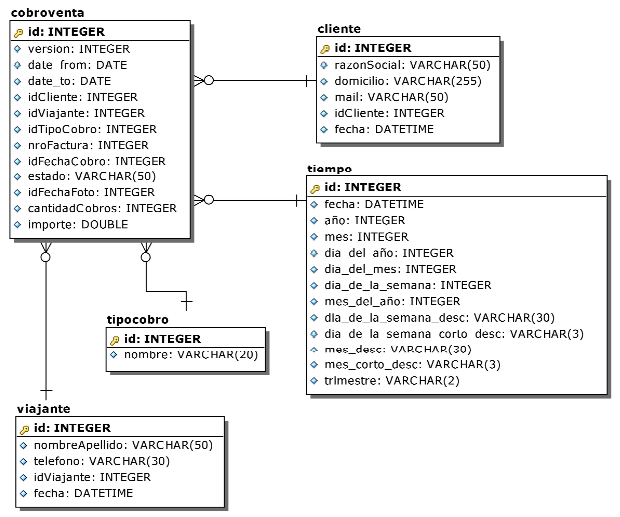 cobroventa
id: INTEGER
version: INTEGER
date_from: DATE
date_to: DATE
idCliente: INTEGER
idViajante: INTEGER
idTipoCobro: INTEGER
nroFactura: INTEGER
idFechaCobro: INTEGER
estado: VARCHAR(50)
idFechaFoto: INTEGER
cantidadCobros: INTEGER
importe: DOUBLE
cliente
id: INTEGER
razonSocial: VARCHAR(50)
domicilio: VARCHAR(255)
mail: VARCHAR(50)
idCliente: INTEGER
fecha: DATETIME
tiempo
id: INTEGER
fecha: DATETIME
año: INTEGER
mes: INTEGER
dia_del_año: INTEGER
dia_del_mes: INTEGER
dia_de_la_semana: INTEGER
mes_del_año: INTEGER
dia_de_la_semana_desc: VARCHAR(30)
dia_de_la_semana_corto_desc: VARCHAR(3)
mes_desc: VARCHAR(30)
mes_corto_desc: VARCHAR(3)
trimestre: VARCHAR(2)
tipocobro
id: INTEGER
nombre: VARCHAR(20)
viajante
id: INTEGER
nombreApellido: VARCHAR(50)
telefono: VARCHAR(30)
idViajante: INTEGER
fecha: DATETIME